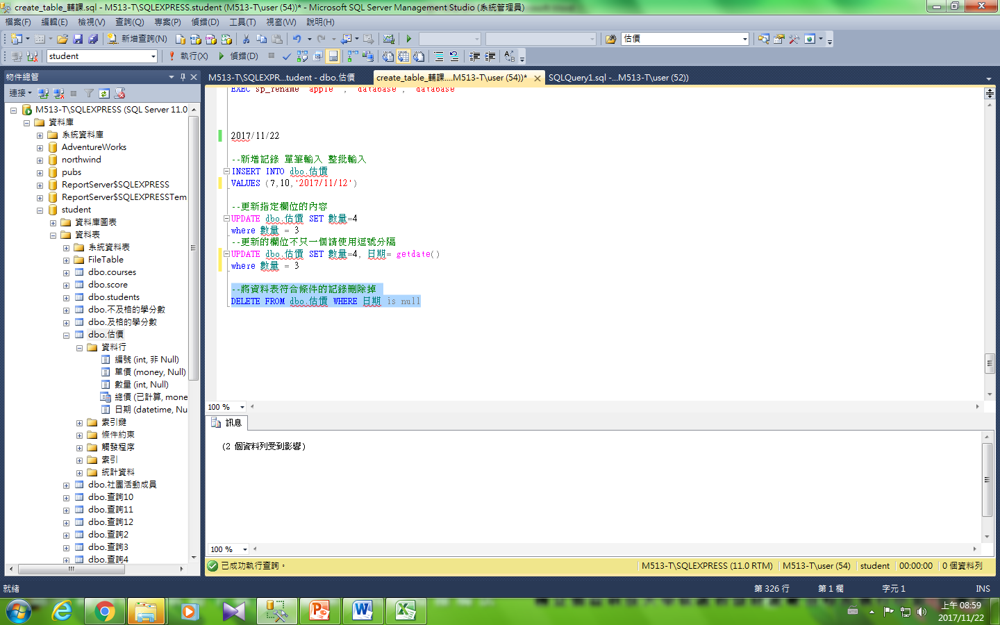 create_table_輔課.sql - M513-T\SQLEXPRESS.student (M513-T\user (54))* - Microsoft SQL Server Management Studio (系統管理員)
檔案(F) 編輯(E) 檢視(V) 查詢(Q) 專案(P) 偵錯(D) 工具(T) 視窗(W) 說明(H)
新增查詢(N) 估價
student 執行(X) 偵錯(D)
物件總管
M513-T\SQLEXPR...tudent - dbo.估價 create_table_輔課....M513-T\user (54))* SQLQuery1.sql -...M513-T\user (52))
連接
M513-T\SQLEXPRESS (SQL Server 11.0
資料庫
系統資料庫
AdventureWorks
northwind
pubs
ReportServer$SQLEXPRESS
ReportServer$SQLEXPRESSTem
student
資料庫圖表
資料表
系統資料表
FileTable
dbo.courses
dbo.score
dbo.students
dbo.不及格的學分數
dbo.及格的學分數
dbo.估價
資料行
編號 (int, 非 Null)
單價 (money, Null)
數量 (int, Null)
總價 (已計算, mone
日期 (datetime, Nu
索引鍵
條件約束
觸發程序
索引
統計資料
dbo.社團活動成員
dbo.查詢10
dbo.查詢11
dbo.查詢12
dbo.查詢2
dbo.查詢3
dbo.查詢4
EXEC sp_rename 'apple' , 'database', 'database'
2017/11/22
--新增記錄 單筆輸入 整批輸入
INSERT INTO dbo.估價
VALUES (7,10,'2017/11/12')
--更新指定欄位的內容
UPDATE dbo.估價 SET 數量=4
where 數量 = 3
--更新的欄位不只一個請使用逗號分隔
UPDATE dbo.估價 SET 數量=4, 日期= getdate()
where 數量 = 3
--將資料表符合條件的記錄刪除掉
DELETE FROM dbo.估價 WHERE 日期 is null
100 %
訊息
(2 個資料列受到影響)
100 %
已成功執行查詢。 M513-T\SQLEXPRESS (11.0 RTM) M513-T\user (54) student 00:00:00 0 個資料列
就緒 第 326 行 第 1 欄 字元 1 INS
上午 08:59
2017/11/22